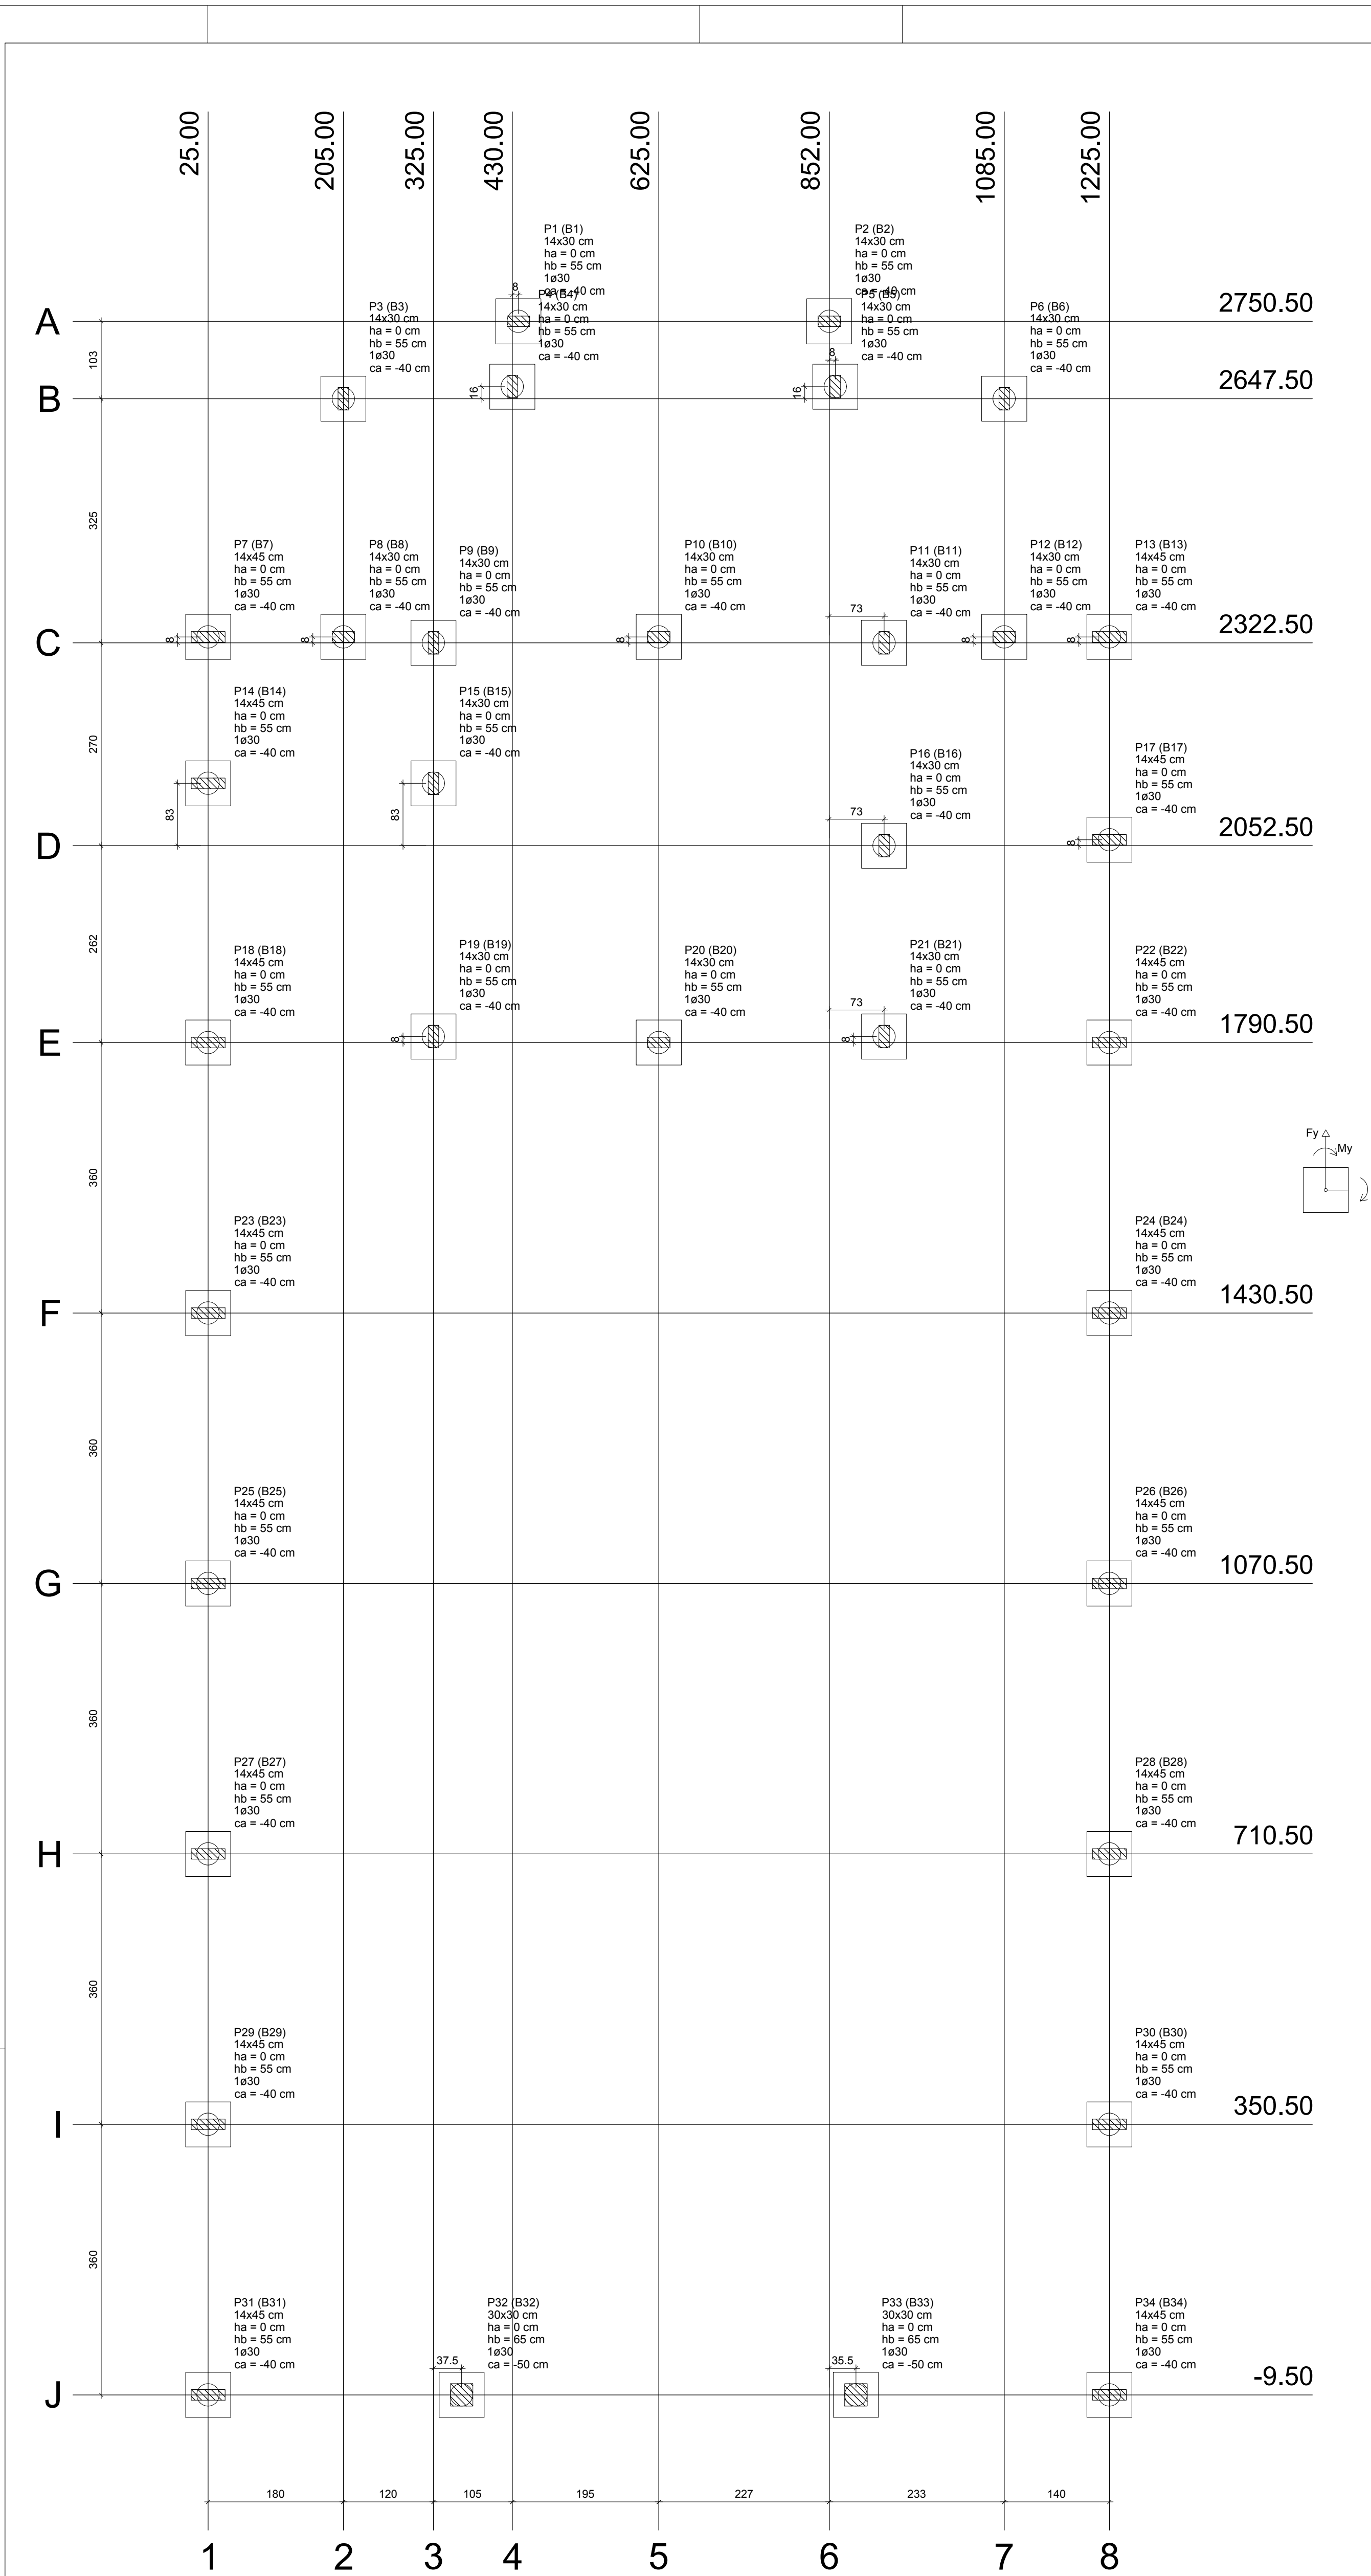 25.00
205.00
325.00
430.00
625.00
852.00
1085.00
1225.00
P1 (B1)
14x30 cm
ha = 0 cm
hb = 55 cm
1ø30
ca = -40 cm
8
P2 (B2)
14x30 cm
ha = 0 cm
hb = 55 cm
1ø30
ca = -40 cm
A
2750.50
103
P3 (B3)
14x30 cm
ha = 0 cm
hb = 55 cm
1ø30
ca = -40 cm
P4 (B4)
14x30 cm
ha = 0 cm
hb = 55 cm
1ø30
ca = -40 cm
16
P5 (B5)
14x30 cm
ha = 0 cm
hb = 55 cm
1ø30
ca = -40 cm
8
16
P6 (B6)
14x30 cm
ha = 0 cm
hb = 55 cm
1ø30
ca = -40 cm
B
2647.50
325
P7 (B7)
14x45 cm
ha = 0 cm
hb = 55 cm
1ø30
ca = -40 cm
8
P8 (B8)
14x30 cm
ha = 0 cm
hb = 55 cm
1ø30
ca = -40 cm
8
P9 (B9)
14x30 cm
ha = 0 cm
hb = 55 cm
1ø30
ca = -40 cm
P10 (B10)
14x30 cm
ha = 0 cm
hb = 55 cm
1ø30
ca = -40 cm
8
P11 (B11)
14x30 cm
ha = 0 cm
hb = 55 cm
1ø30
ca = -40 cm
73
P12 (B12)
14x30 cm
ha = 0 cm
hb = 55 cm
1ø30
ca = -40 cm
8
P13 (B13)
14x45 cm
ha = 0 cm
hb = 55 cm
1ø30
ca = -40 cm
8
C
2322.50
270
P14 (B14)
14x45 cm
ha = 0 cm
hb = 55 cm
1ø30
ca = -40 cm
83
P15 (B15)
14x30 cm
ha = 0 cm
hb = 55 cm
1ø30
ca = -40 cm
83
P16 (B16)
14x30 cm
ha = 0 cm
hb = 55 cm
1ø30
ca = -40 cm
73
P17 (B17)
14x45 cm
ha = 0 cm
hb = 55 cm
1ø30
ca = -40 cm
8
D
2052.50
262
P18 (B18)
14x45 cm
ha = 0 cm
hb = 55 cm
1ø30
ca = -40 cm
P19 (B19)
14x30 cm
ha = 0 cm
hb = 55 cm
1ø30
ca = -40 cm
8
P20 (B20)
14x30 cm
ha = 0 cm
hb = 55 cm
1ø30
ca = -40 cm
P21 (B21)
14x30 cm
ha = 0 cm
hb = 55 cm
1ø30
ca = -40 cm
73
8
P22 (B22)
14x45 cm
ha = 0 cm
hb = 55 cm
1ø30
ca = -40 cm
E
1790.50
Fy
My
360
P23 (B23)
14x45 cm
ha = 0 cm
hb = 55 cm
1ø30
ca = -40 cm
P24 (B24)
14x45 cm
ha = 0 cm
hb = 55 cm
1ø30
ca = -40 cm
F
1430.50
360
P25 (B25)
14x45 cm
ha = 0 cm
hb = 55 cm
1ø30
ca = -40 cm
P26 (B26)
14x45 cm
ha = 0 cm
hb = 55 cm
1ø30
ca = -40 cm
G
1070.50
360
P27 (B27)
14x45 cm
ha = 0 cm
hb = 55 cm
1ø30
ca = -40 cm
P28 (B28)
14x45 cm
ha = 0 cm
hb = 55 cm
1ø30
ca = -40 cm
H
710.50
360
P29 (B29)
14x45 cm
ha = 0 cm
hb = 55 cm
1ø30
ca = -40 cm
P30 (B30)
14x45 cm
ha = 0 cm
hb = 55 cm
1ø30
ca = -40 cm
I
350.50
360
P31 (B31)
14x45 cm
ha = 0 cm
hb = 55 cm
1ø30
ca = -40 cm
P32 (B32)
30x30 cm
ha = 0 cm
hb = 65 cm
1ø30
ca = -50 cm
37.5
P33 (B33)
30x30 cm
ha = 0 cm
hb = 65 cm
1ø30
ca = -50 cm
35.5
P34 (B34)
14x45 cm
ha = 0 cm
hb = 55 cm
1ø30
ca = -40 cm
J
-9.50
180
120
105
195
227
233
140
1
2
3
4
5
6
7
8